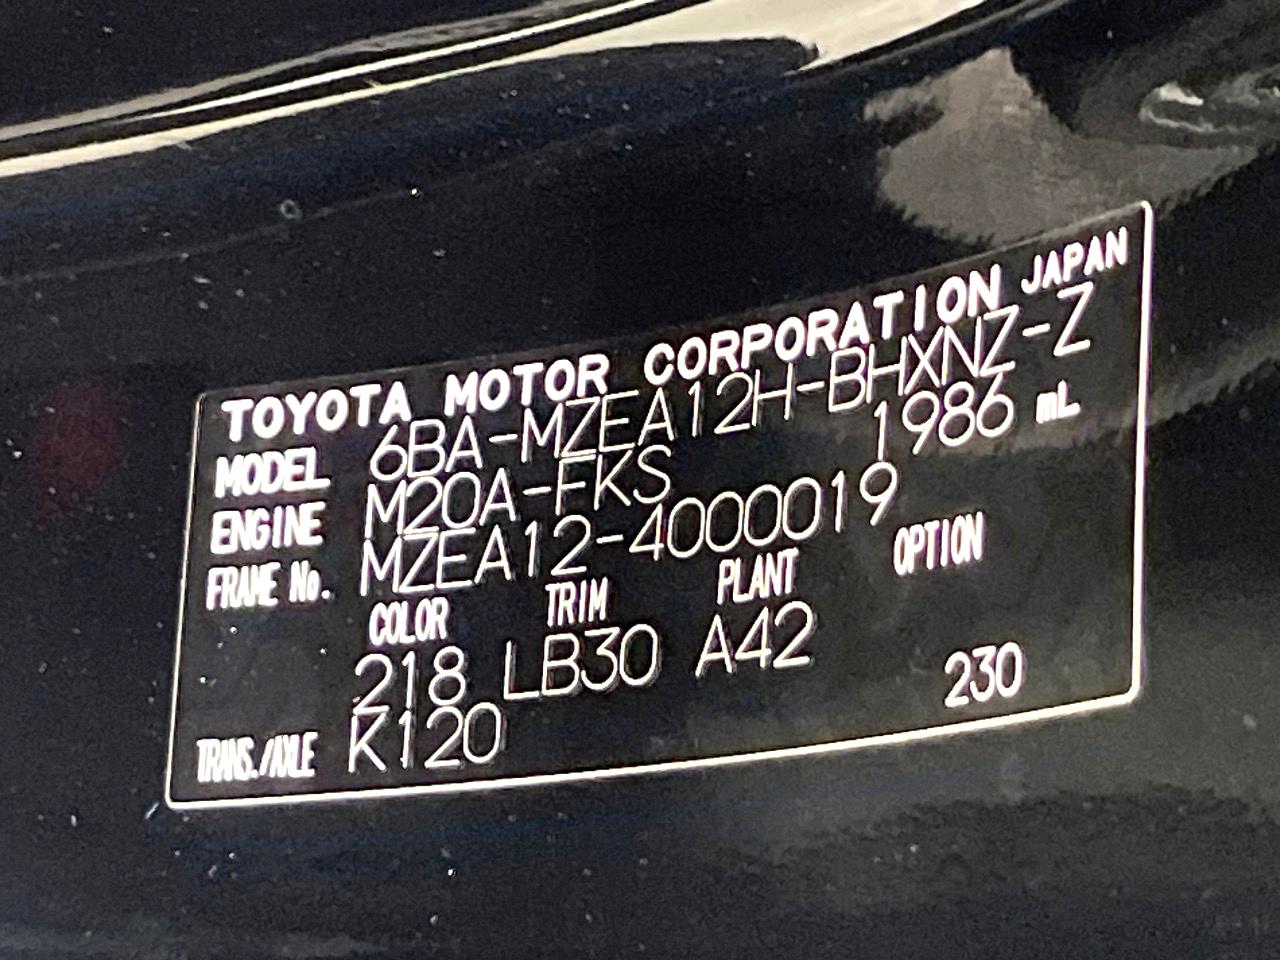 TOYOTA MOTOR CORPORATION JAPAN
MODEL 6BA-MZEA12H-BHXNZ-Z
ENGINE M20A-FKS 1986 mL
FRAME No. MZEA12-4000019
COLOR TRIM PLANT OPTION
218 LB30 A42
TRANS./AXLE K120 230